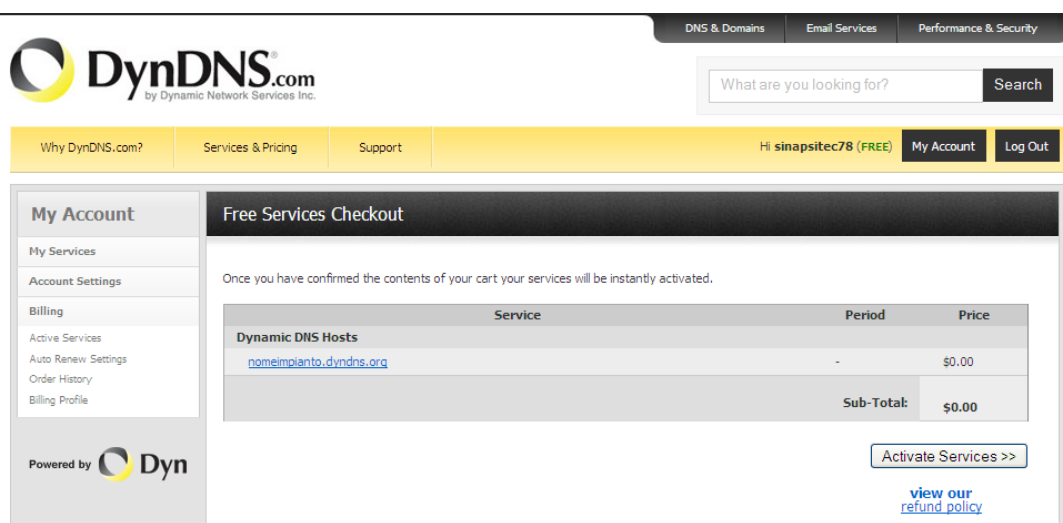 DNS & Domains Email Services Performance & Security
DynDNS.com
by Dynamic Network Services Inc.
What are you looking for? Search
Why DynDNS.com? Services & Pricing Support Hi sinapsitec78 (FREE) My Account Log Out
My Account
My Services
Account Settings
Billing
Active Services
Auto Renew Settings
Order History
Billing Profile
Powered by Dyn
Free Services Checkout
Once you have confirmed the contents of your cart your services will be instantly activated.
Service Period Price
Dynamic DNS Hosts
nomeimpianto.dyndns.org - $0.00
Sub-Total: $0.00
Activate Services >>
view our
refund policy